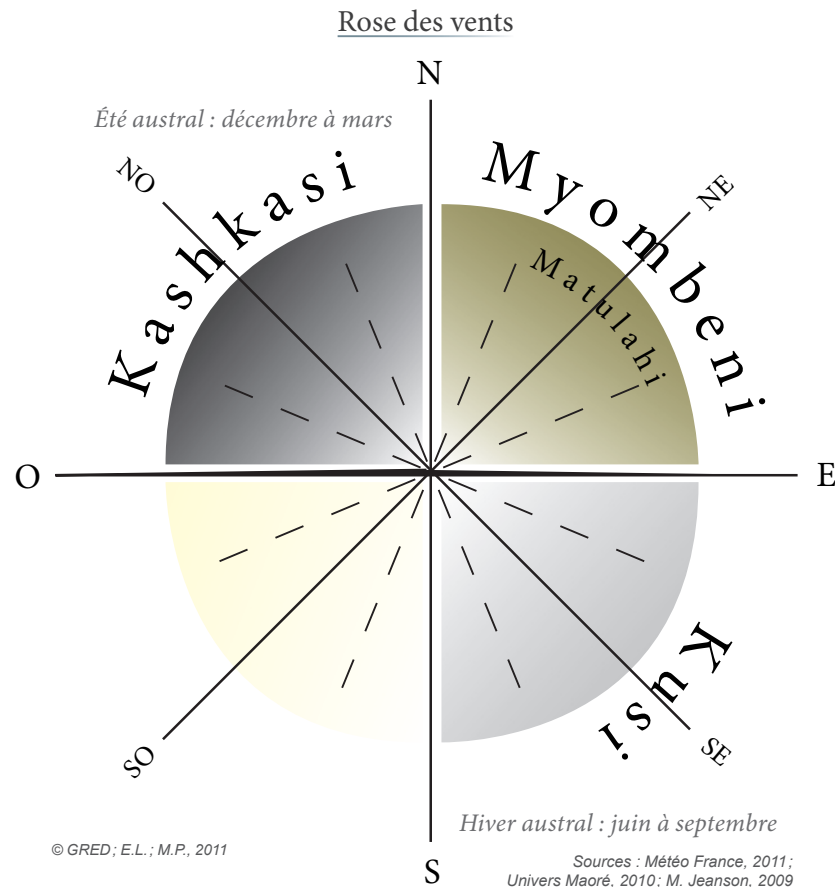 Rose des vents
N
Été austral : décembre à mars
NO
NE
Kashkasi
Myombeni
Matulahi
O
E
Kusi
SO
SE
Hiver austral : juin à septembre
© GRED ; E.L. ; M.P., 2011
S
Sources : Météo France, 2011 ;
Univers Maoré, 2010 ; M. Jeanson, 2009